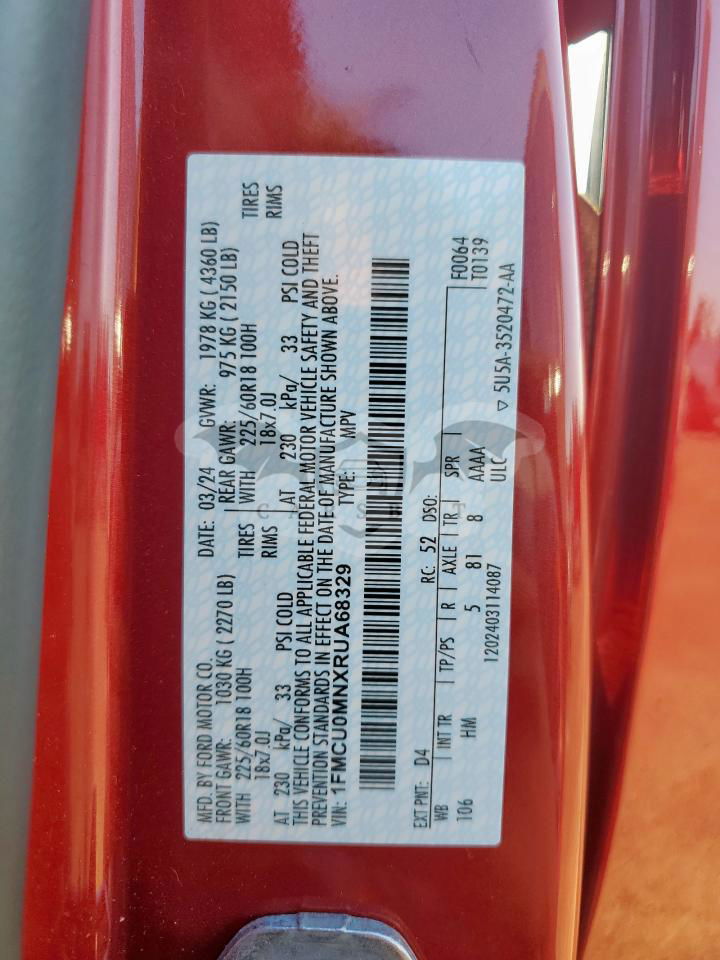 MFD. BY FORD MOTOR CO.
DATE: 03/24 GVWR: 1978 KG ( 4360 LB)
FRONT GAWR: 1030 KG ( 2270 LB)
REAR GAWR: 975 KG ( 2150 LB)
WITH 225/60R18 100H TIRES
WITH 225/60R18 100H TIRES
18x7.0J RIMS
18x7.0J RIMS
AT 230 kPa/ 33 PSI COLD
AT 230 kPa/ 33 PSI COLD
THIS VEHICLE CONFORMS TO ALL APPLICABLE FEDERAL MOTOR VEHICLE SAFETY AND THEFT
PREVENTION STANDARDS IN EFFECT ON THE DATE OF MANUFACTURE SHOWN ABOVE.
VIN: 1FMCU0MNXRUA68329 TYPE: MPV
EXT PNT: D4 RC: 52 DSO:
WB INT TR TP/PS R AXLE TR SPR F0064
106 HM 5 81 8 AAAA T0139
1202403114087 ULC ▽ 5U5A-3520472-AA